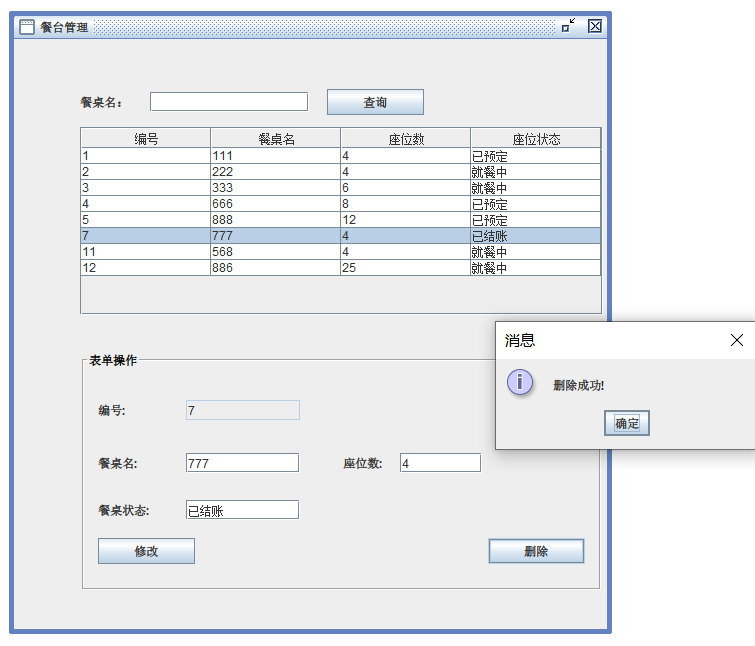 餐台管理
餐桌名：
查询
编号 餐桌名 座位数 座位状态
1 111 4 已预定
2 222 4 就餐中
3 333 6 就餐中
4 666 8 已预定
5 888 12 已预定
7 777 4 已结账
11 568 4 就餐中
12 886 25 就餐中
消息
删除成功!
确定
表单操作
编号: 7
餐桌名: 777 座位数: 4
餐桌状态: 已结账
修改 删除